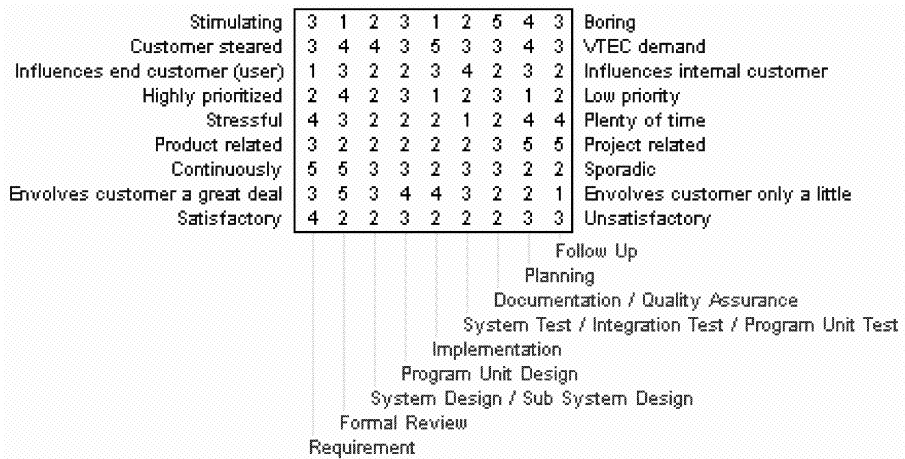 Stimulating 3 1 2 3 1 2 5 4 3 Boring
Customer steared 3 4 4 3 5 3 3 4 3 VTEC demand
Influences end customer (user) 1 3 2 2 3 4 2 3 2 Influences internal customer
Highly prioritized 2 4 2 3 1 2 3 1 2 Low priority
Stressful 4 3 2 2 2 1 2 4 4 Plenty of time
Product related 3 2 2 2 2 2 3 5 5 Project related
Continuously 5 5 3 3 2 3 3 2 2 Sporadic
Envolves customer a great deal 3 5 3 4 4 3 2 2 1 Envolves customer only a little
Satisfactory 4 2 2 3 2 2 2 3 3 Unsatisfactory
Follow Up
Planning
Documentation / Quality Assurance
System Test / Integration Test / Program Unit Test
Implementation
Program Unit Design
System Design / Sub System Design
Formal Review
Requirement